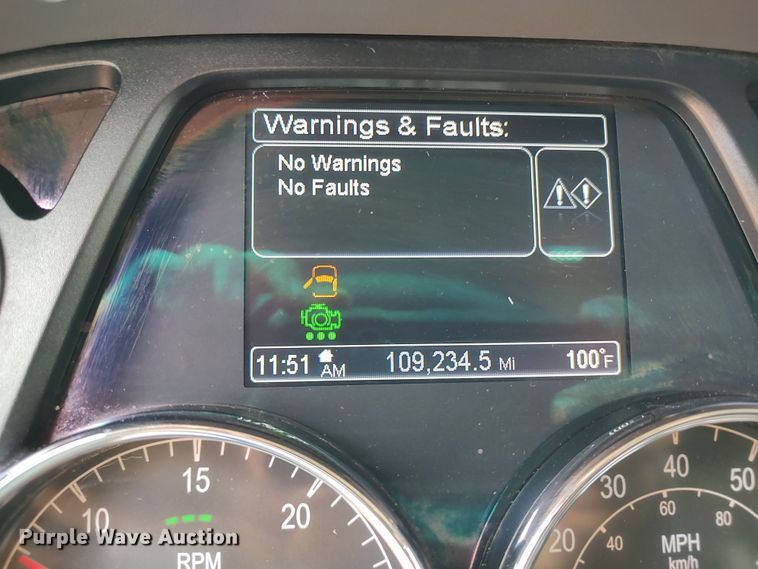 Warnings & Faults:
No Warnings
No Faults
11:51 AM 109,234.5 Mi 100°F
10 15 20
RPM
20 30 40 50
40 60 80
MPH
km/h
Purple Wave Auction